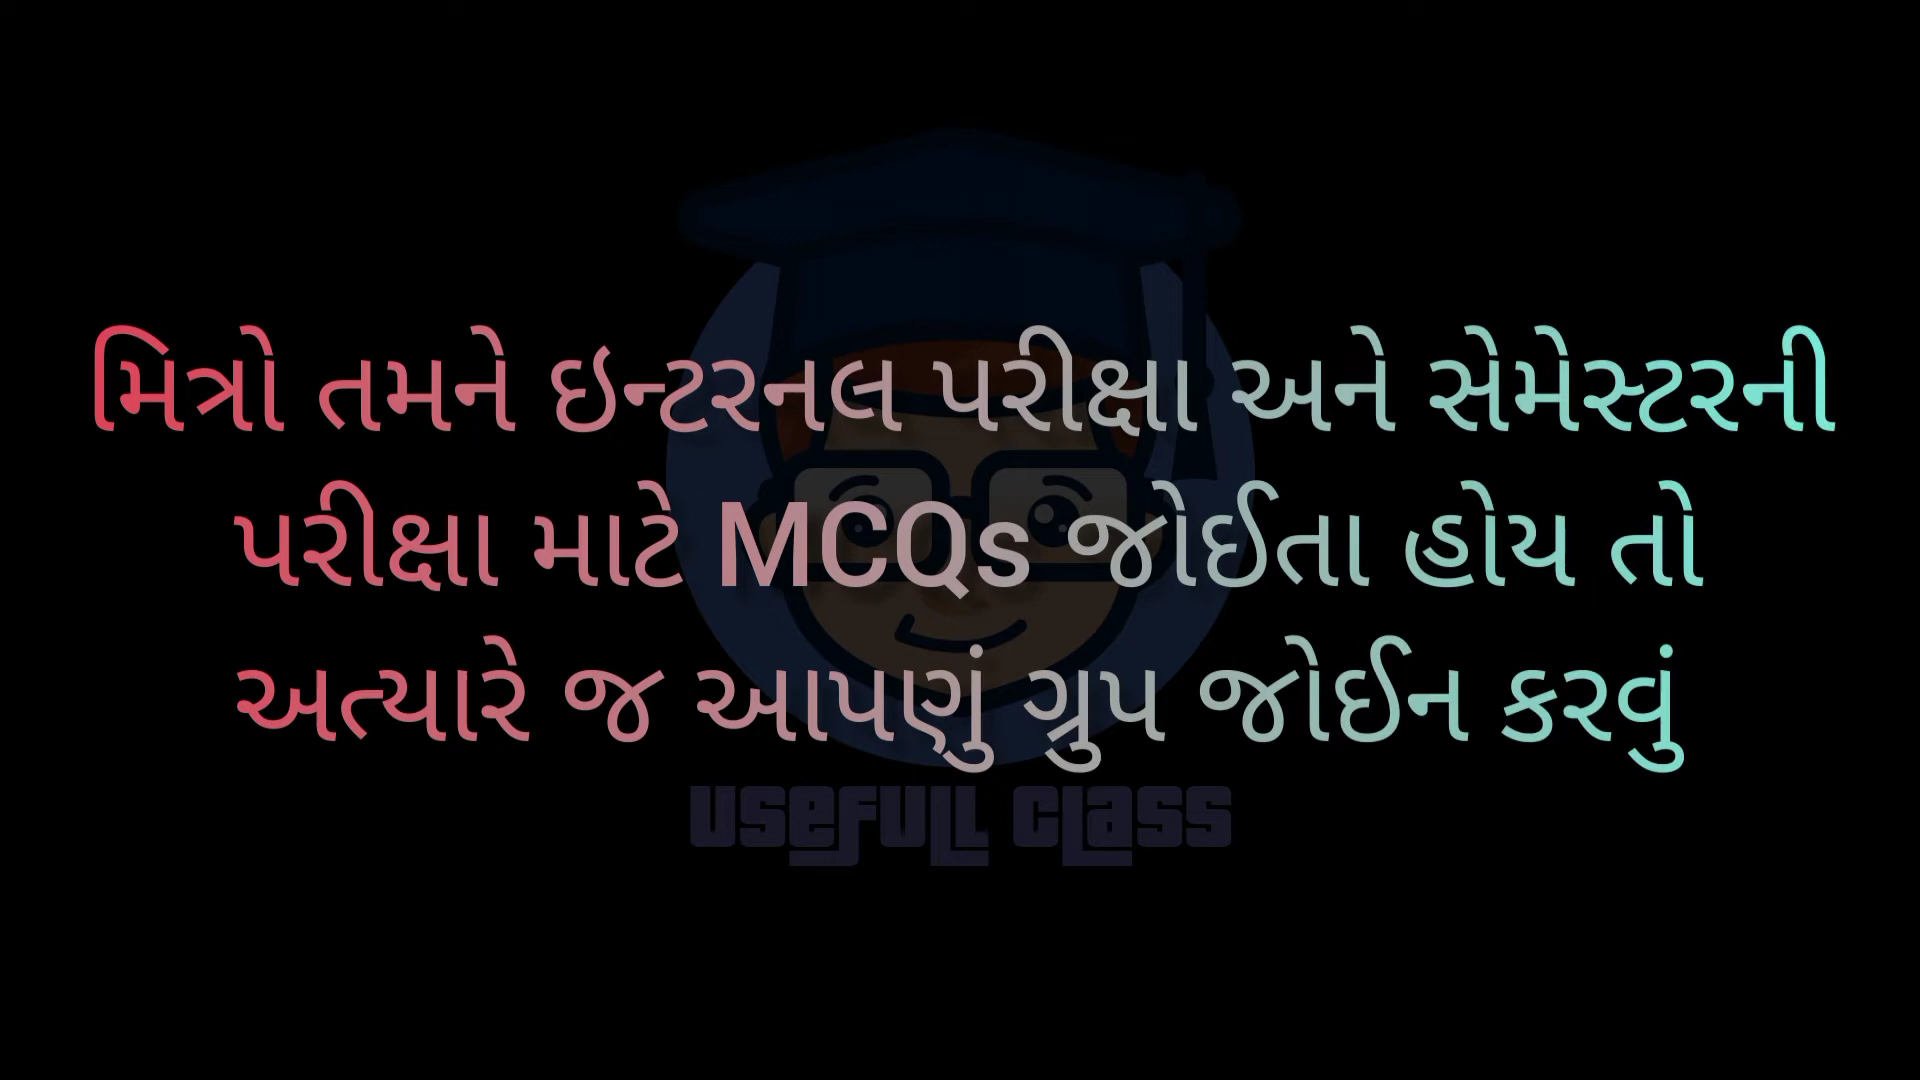 મિત્રો તમને ઇન્ટરનલ પરીક્ષા અને સેમેસ્ટરની
પરીક્ષા માટે MCQs જોઈતા હોય તો
અત્યારે જ આપણું ગ્રુપ જોઈન કરવું
USEFULL CLASS